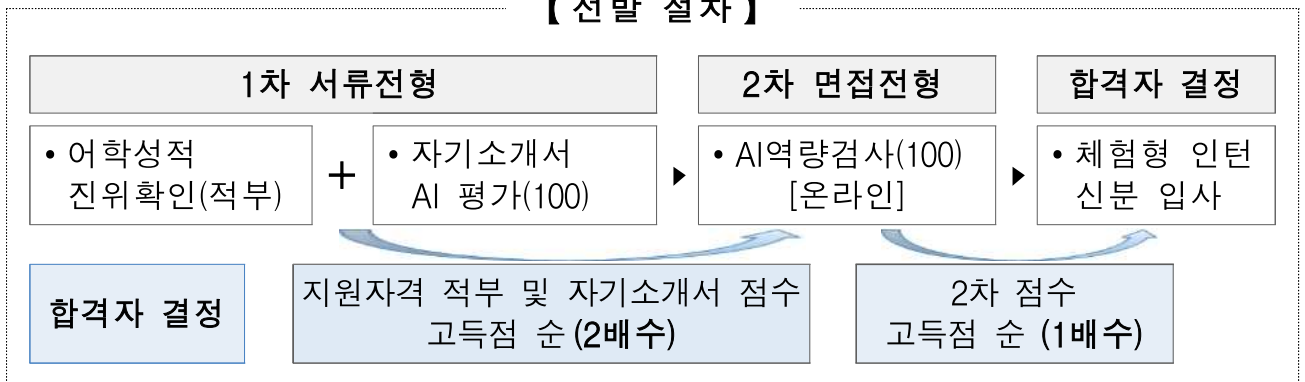 【 선발 절차 】
1차 서류전형
2차 면접전형
합격자 결정
• 어학성적
진위확인(적부)
+
• 자기소개서
AI 평가(100)
▶
• AI역량검사(100)
[온라인]
▶
• 체험형 인턴
신분 입사
합격자 결정
지원자격 적부 및 자기소개서 점수
고득점 순(2배수)
2차 점수
고득점 순 (1배수)